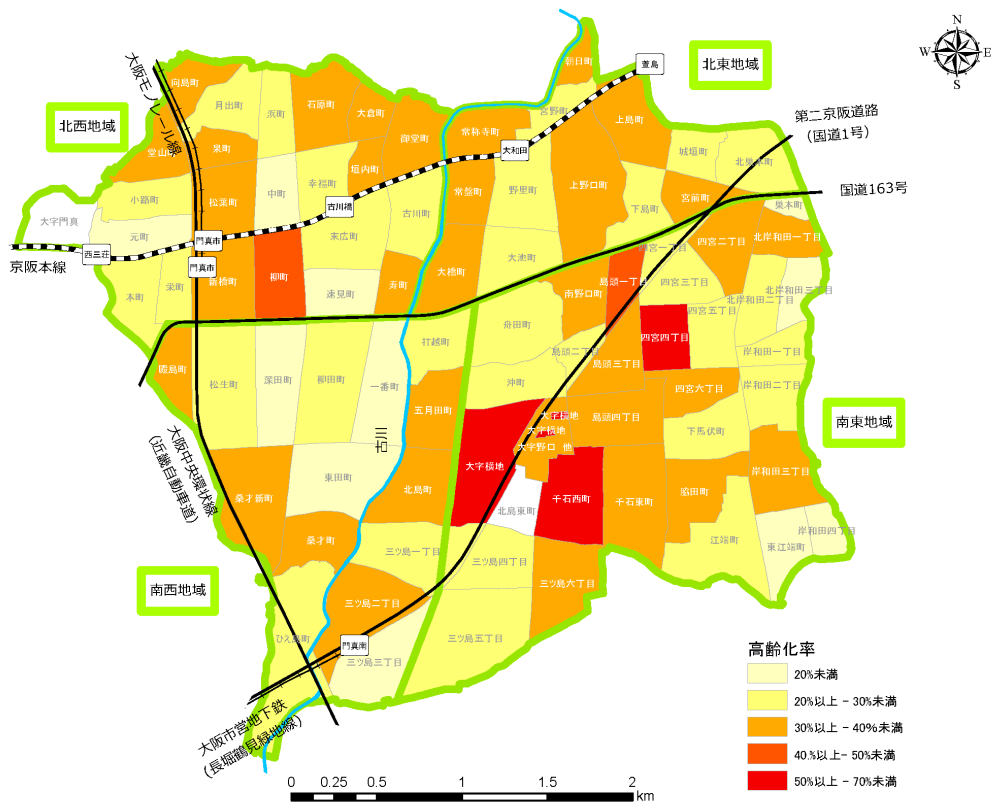 N
W E
S
朝日町
萱島
北東地域
大阪モノレール線
向島町
月出町
浜町
石原町
大倉町
宮野町
上島町
第二京阪道路
(国道1号)
北西地域
堂山町
泉町
御堂町
常称寺町
大和田
城垣町
北巣本町
垣内町
小路町
松葉町
中町
幸福町
古川橋
古川町
常盤町
野里町
上野口町
下島町
宮前町
巣本町
国道163号
大字門真
元町
門真市
末広町
四宮二丁目
北岸和田一丁目
西三荘
京阪本線
門真市
新橋町
柳町
速見町
寿町
大橋町
大池町
南野口町
島頭一丁目
四宮一丁目
四宮三丁目
北岸和田三丁目
北岸和田二丁目
本町
栄町
四宮五丁目
舟田町
四宮四丁目
打越町
島頭二丁目
岸和田一丁目
殿島町
松生町
深田町
柳田町
一番町
沖町
島頭三丁目
四宮六丁目
岸和田二丁目
五月田町
大字横地
島頭四丁目
南東地域
大字横地
下馬伏町
大字野口 他
古川
大阪中央環状線
(近畿自動車道)
東田町
大字横地
岸和田三丁目
桑才新町
北島町
北島東町
千石西町
千石東町
脇田町
岸和田四丁目
桑才町
三ツ島一丁目
三ツ島四丁目
江端町
東江端町
南西地域
三ツ島六丁目
三ツ島二丁目
ひえ島町
門真南
三ツ島五丁目
三ツ島三丁目
大阪市営地下鉄
(長堀鶴見緑地線)
高齢化率
20%未満
20%以上 - 30%未満
30%以上 - 40%未満
40.%以上 - 50%未満
50%以上 - 70%未満
0 0.25 0.5 1 1.5 2
km